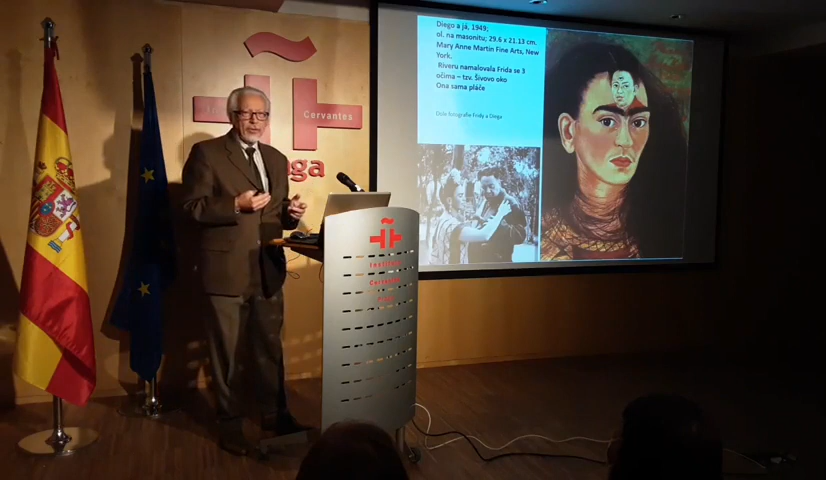 Cervantes
Diego a já, 1949;
ol. na masonitu; 29.6 x 21.13 cm.
Mary Anne Martin Fine Arts, New
York.
Riveru namalovala Frida se 3
očima – tzv. Šivovo oko
Ona sama pláče
Dole fotografie Fridy a Diega
Instituto
Cervantes